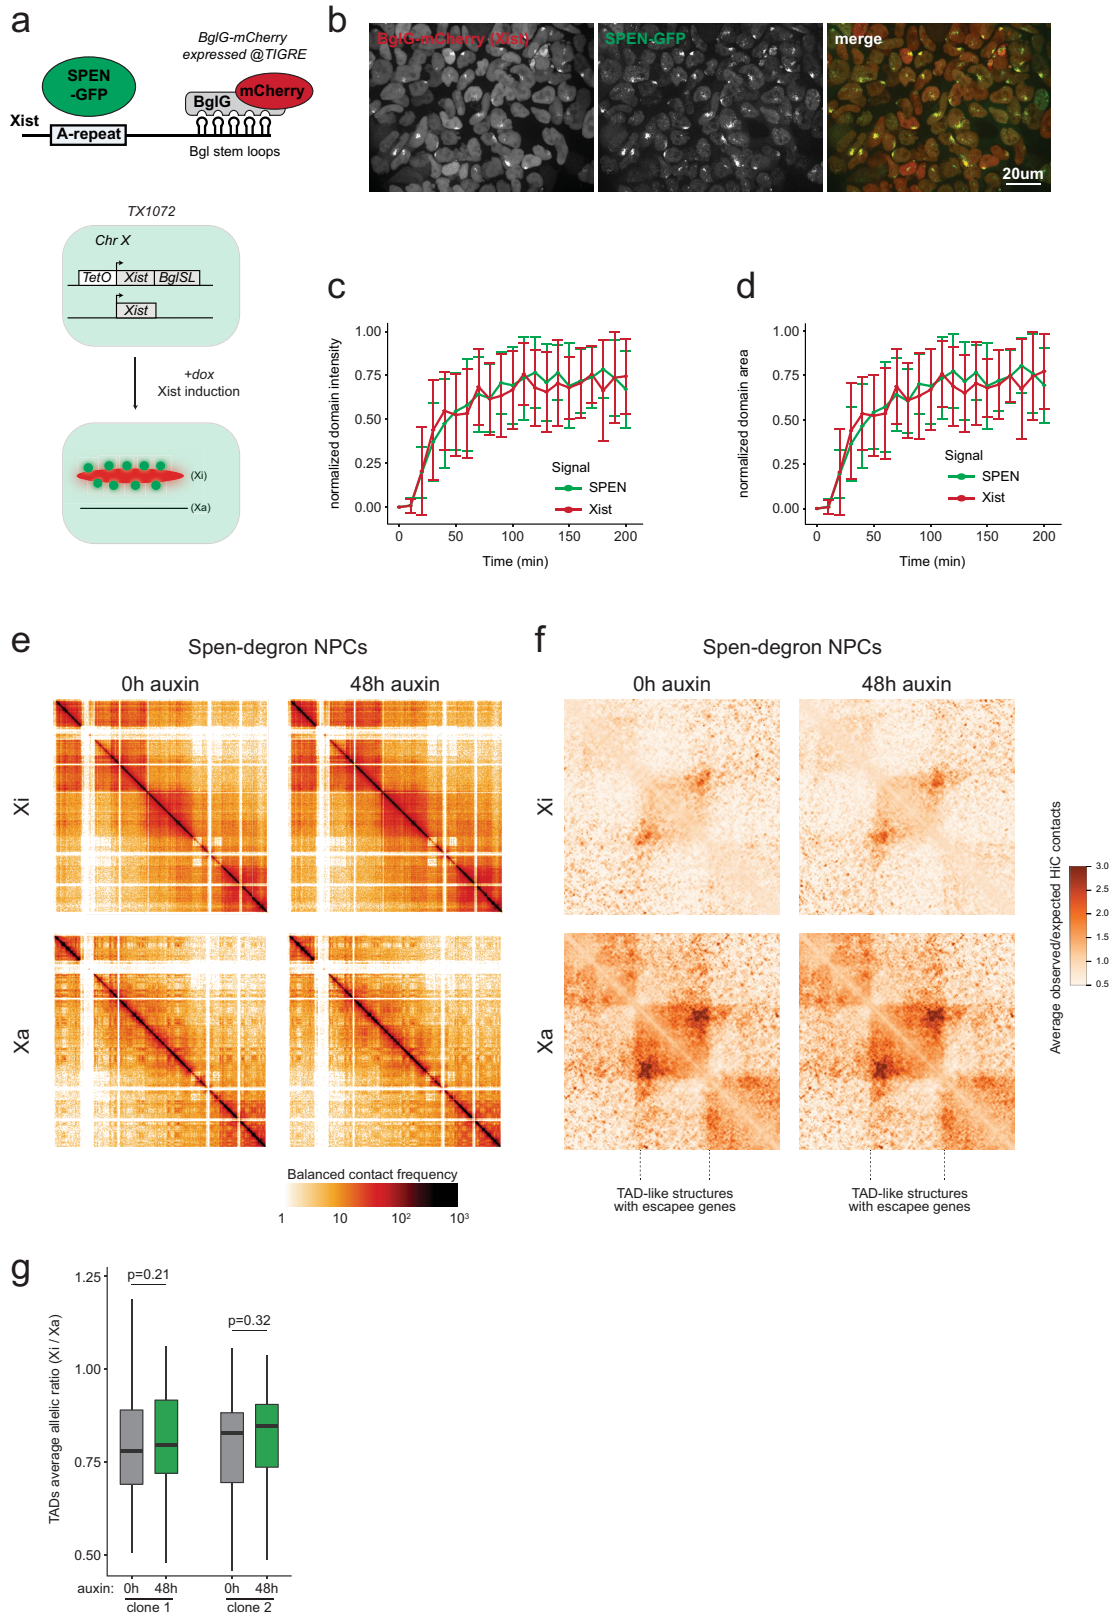 a
BglG-mCherry
expressed @TIGRE
SPEN
-GFP
mCherry
BglG
Xist
A-repeat
Bgl stem loops
TX1072
Chr X
TetO Xist BglSL
Xist
+dox
Xist induction
(Xi)
(Xa)
b
BglG-mCherry (Xist)
SPEN-GFP
merge
20um
c
normalized domain intensity
1.00
0.75
0.50
0.25
0.00
Signal
SPEN
Xist
0 50 100 150 200
Time (min)
d
normalized domain area
1.00
0.75
0.50
0.25
0.00
Signal
SPEN
Xist
0 50 100 150 200
Time (min)
e
Spen-degron NPCs
0h auxin 48h auxin
Xi
Xa
Balanced contact frequency
1 10 10² 10³
f
Spen-degron NPCs
0h auxin 48h auxin
Xi
Xa
TAD-like structures
with escapee genes
TAD-like structures
with escapee genes
Average observed/expected HiC contacts
3.0
2.5
2.0
1.5
1.0
0.5
g
TADs average allelic ratio (Xi / Xa)
1.25
1.00
0.75
0.50
p=0.21
p=0.32
auxin: 0h 48h 0h 48h
clone 1 clone 2